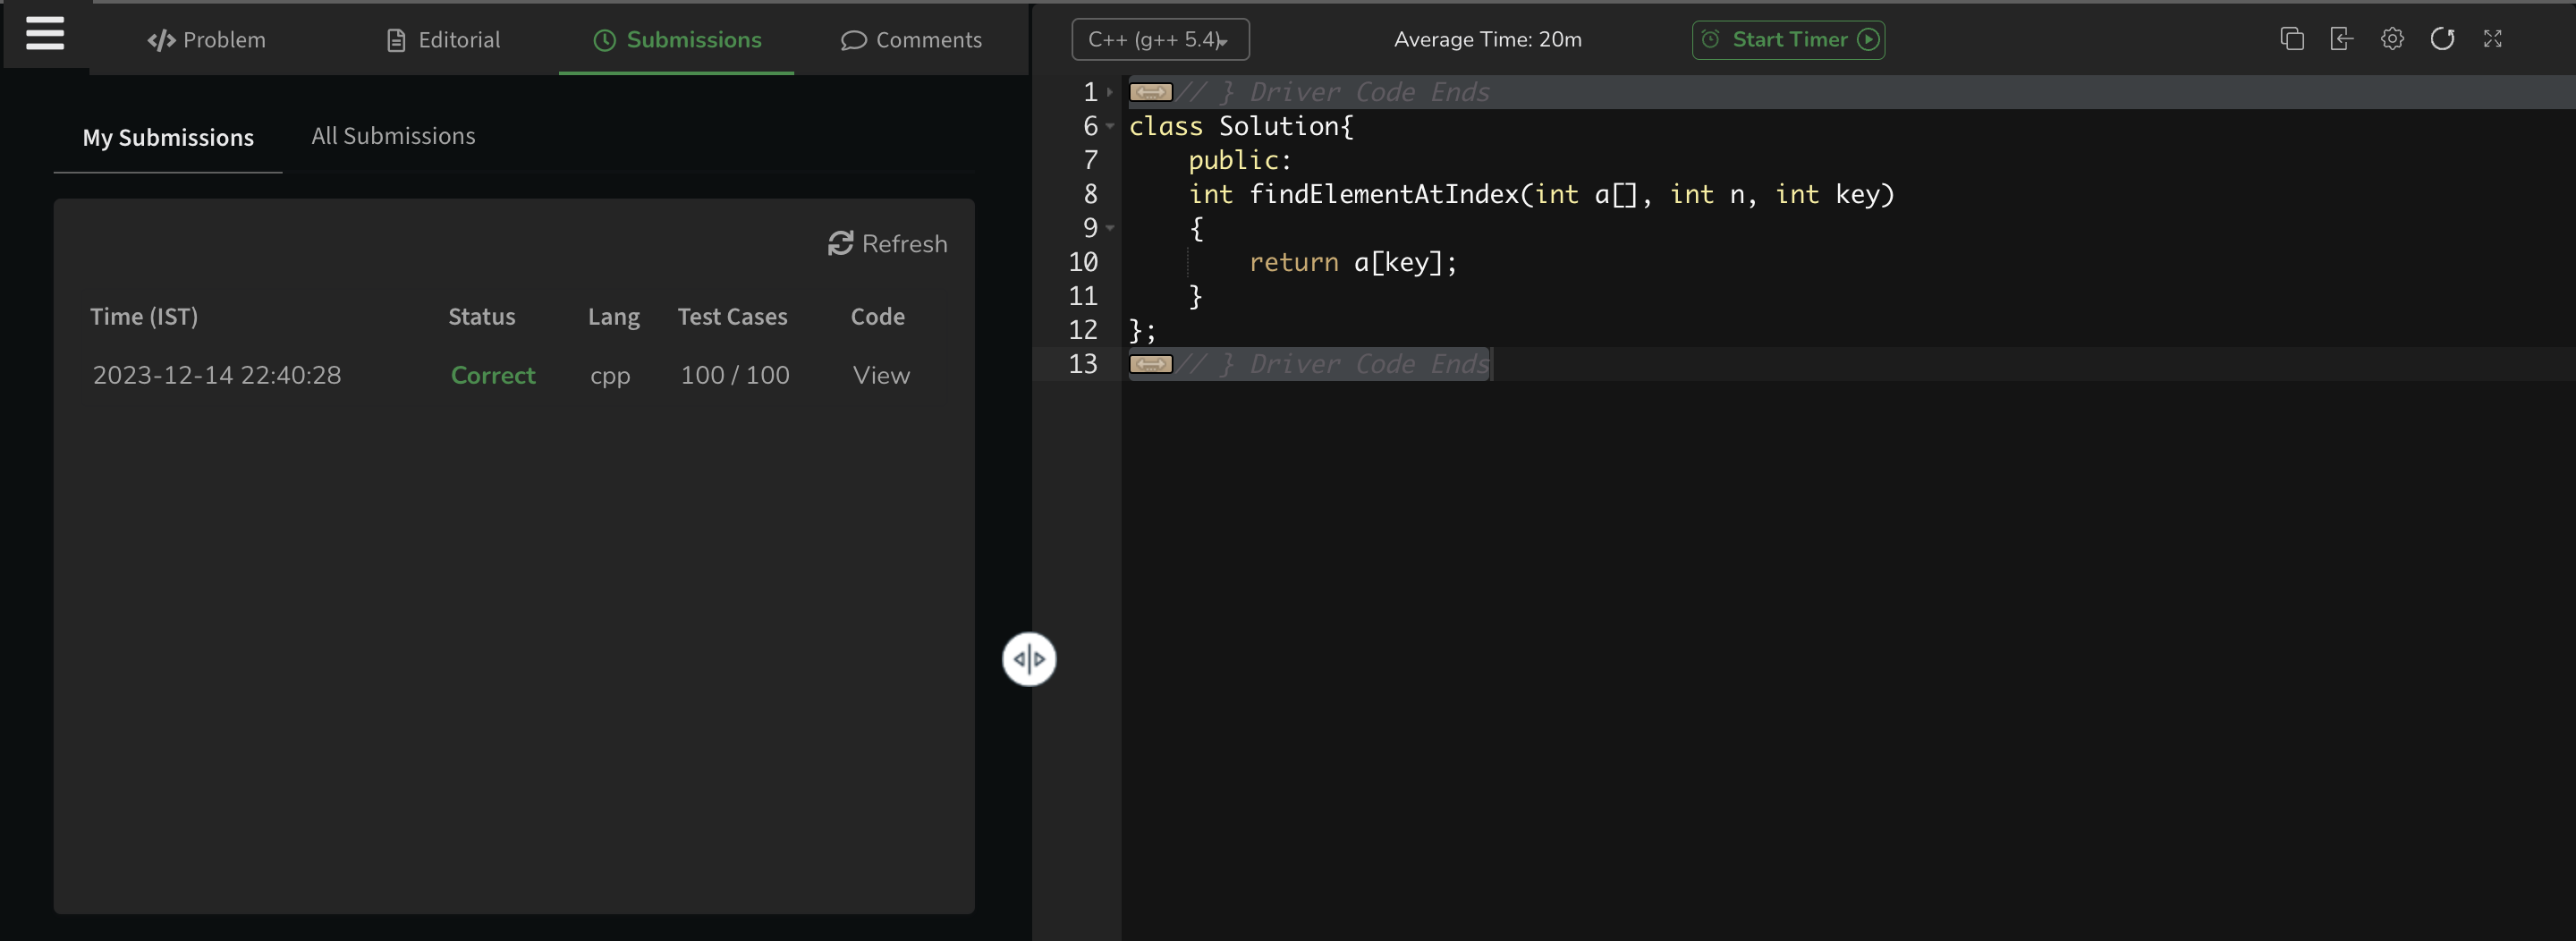 </> Problem
Editorial
Submissions
Comments
My Submissions
All Submissions
Refresh
Time (IST) Status Lang Test Cases Code
2023-12-14 22:40:28 Correct cpp 100 / 100 View
C++ (g++ 5.4)
Average Time: 20m
Start Timer
1 // } Driver Code Ends
6 class Solution{
7 public:
8 int findElementAtIndex(int a[], int n, int key)
9 {
10 return a[key];
11 }
12 };
13 // } Driver Code Ends